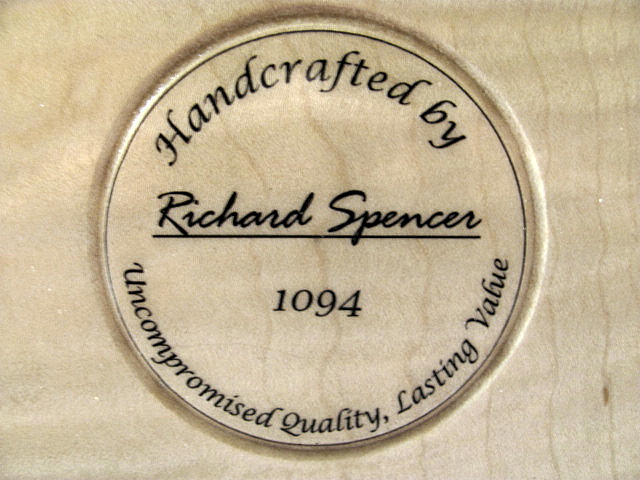 Handcrafted by
Richard Spencer
1094
Uncompromised Quality, Lasting Value